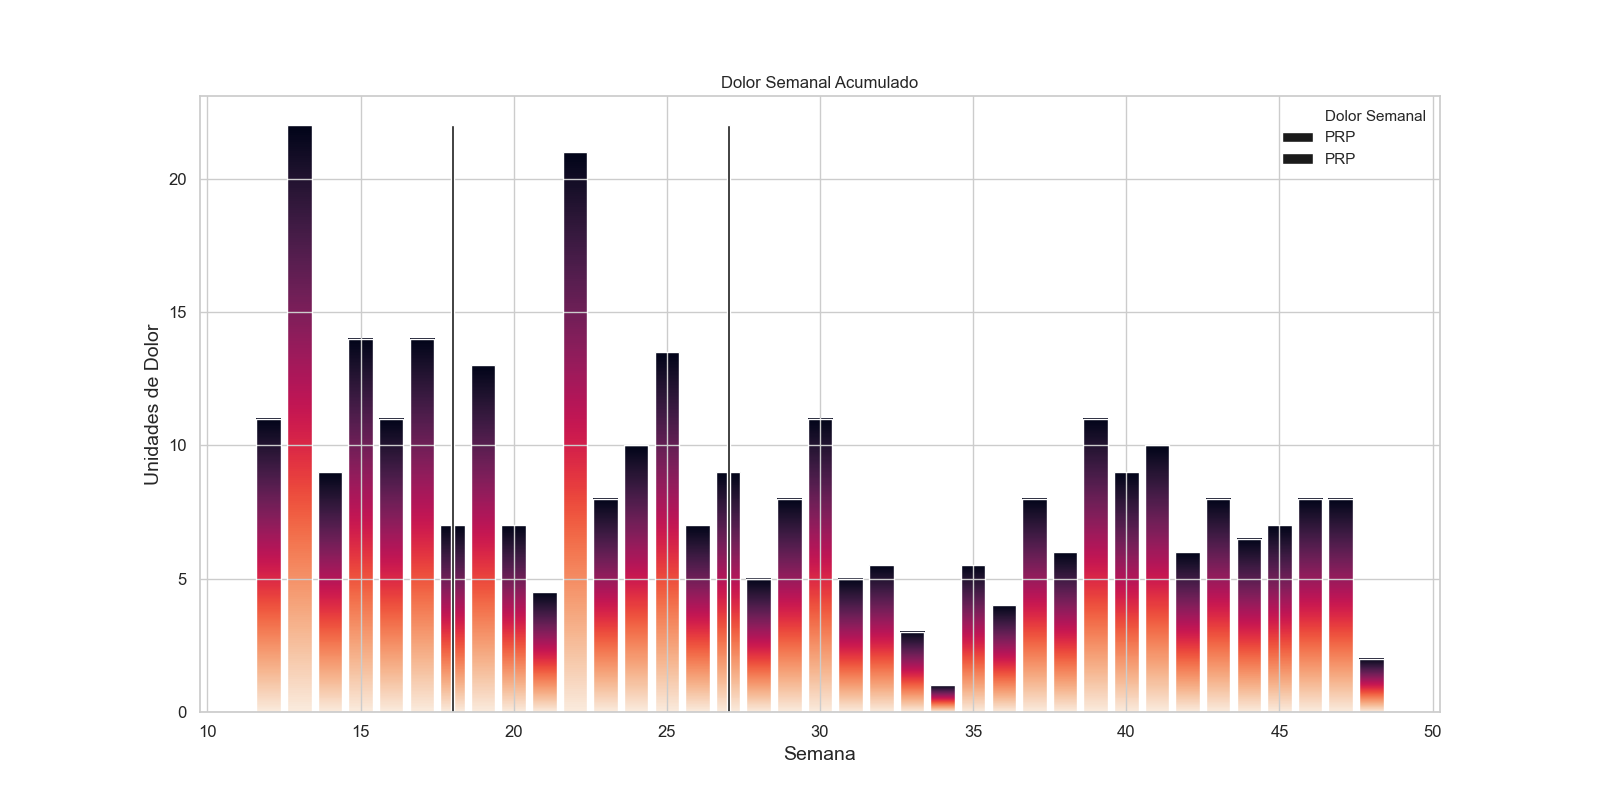 Dolor Semanal Acumulado
Dolor Semanal
PRP
PRP
Unidades de Dolor
20
15
10
5
0
10 15 20 25 30 35 40 45 50
Semana